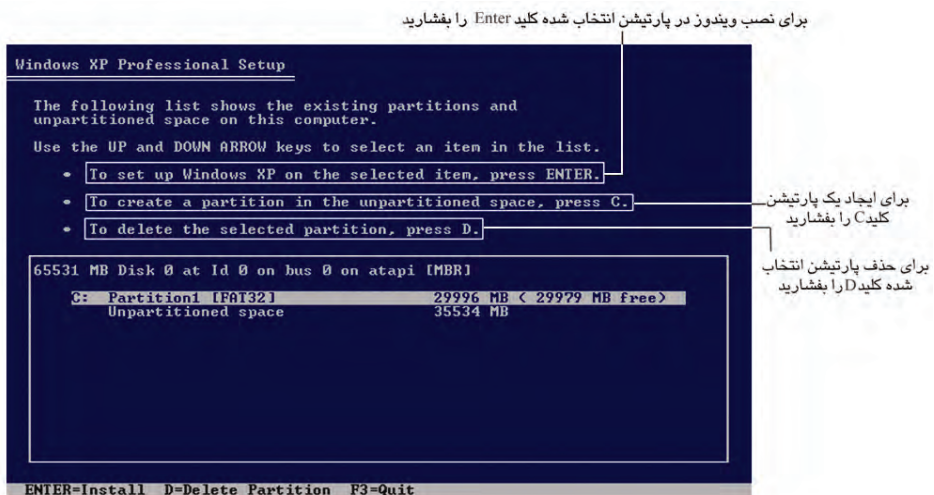 برای نصب ویندوز در پارتیشن انتخاب شده کلید Enter را بفشارید
Windows XP Professional Setup
The following list shows the existing partitions and
unpartitioned space on this computer.
Use the UP and DOWN ARROW keys to select an item in the list.
• To set up Windows XP on the selected item, press ENTER.
• To create a partition in the unpartitioned space, press C.
برای ایجاد یک پارتیشن
کلیدC را بفشارید
• To delete the selected partition, press D.
برای حذف پارتیشن انتخاب
شده کلیدD را بفشارید
65531 MB Disk 0 at Id 0 on bus 0 on atapi [MBR]
C: Partition1 [FAT32] 29996 MB ( 29979 MB free)
Unpartitioned space 35534 MB
ENTER=Install D=Delete Partition F3=Quit